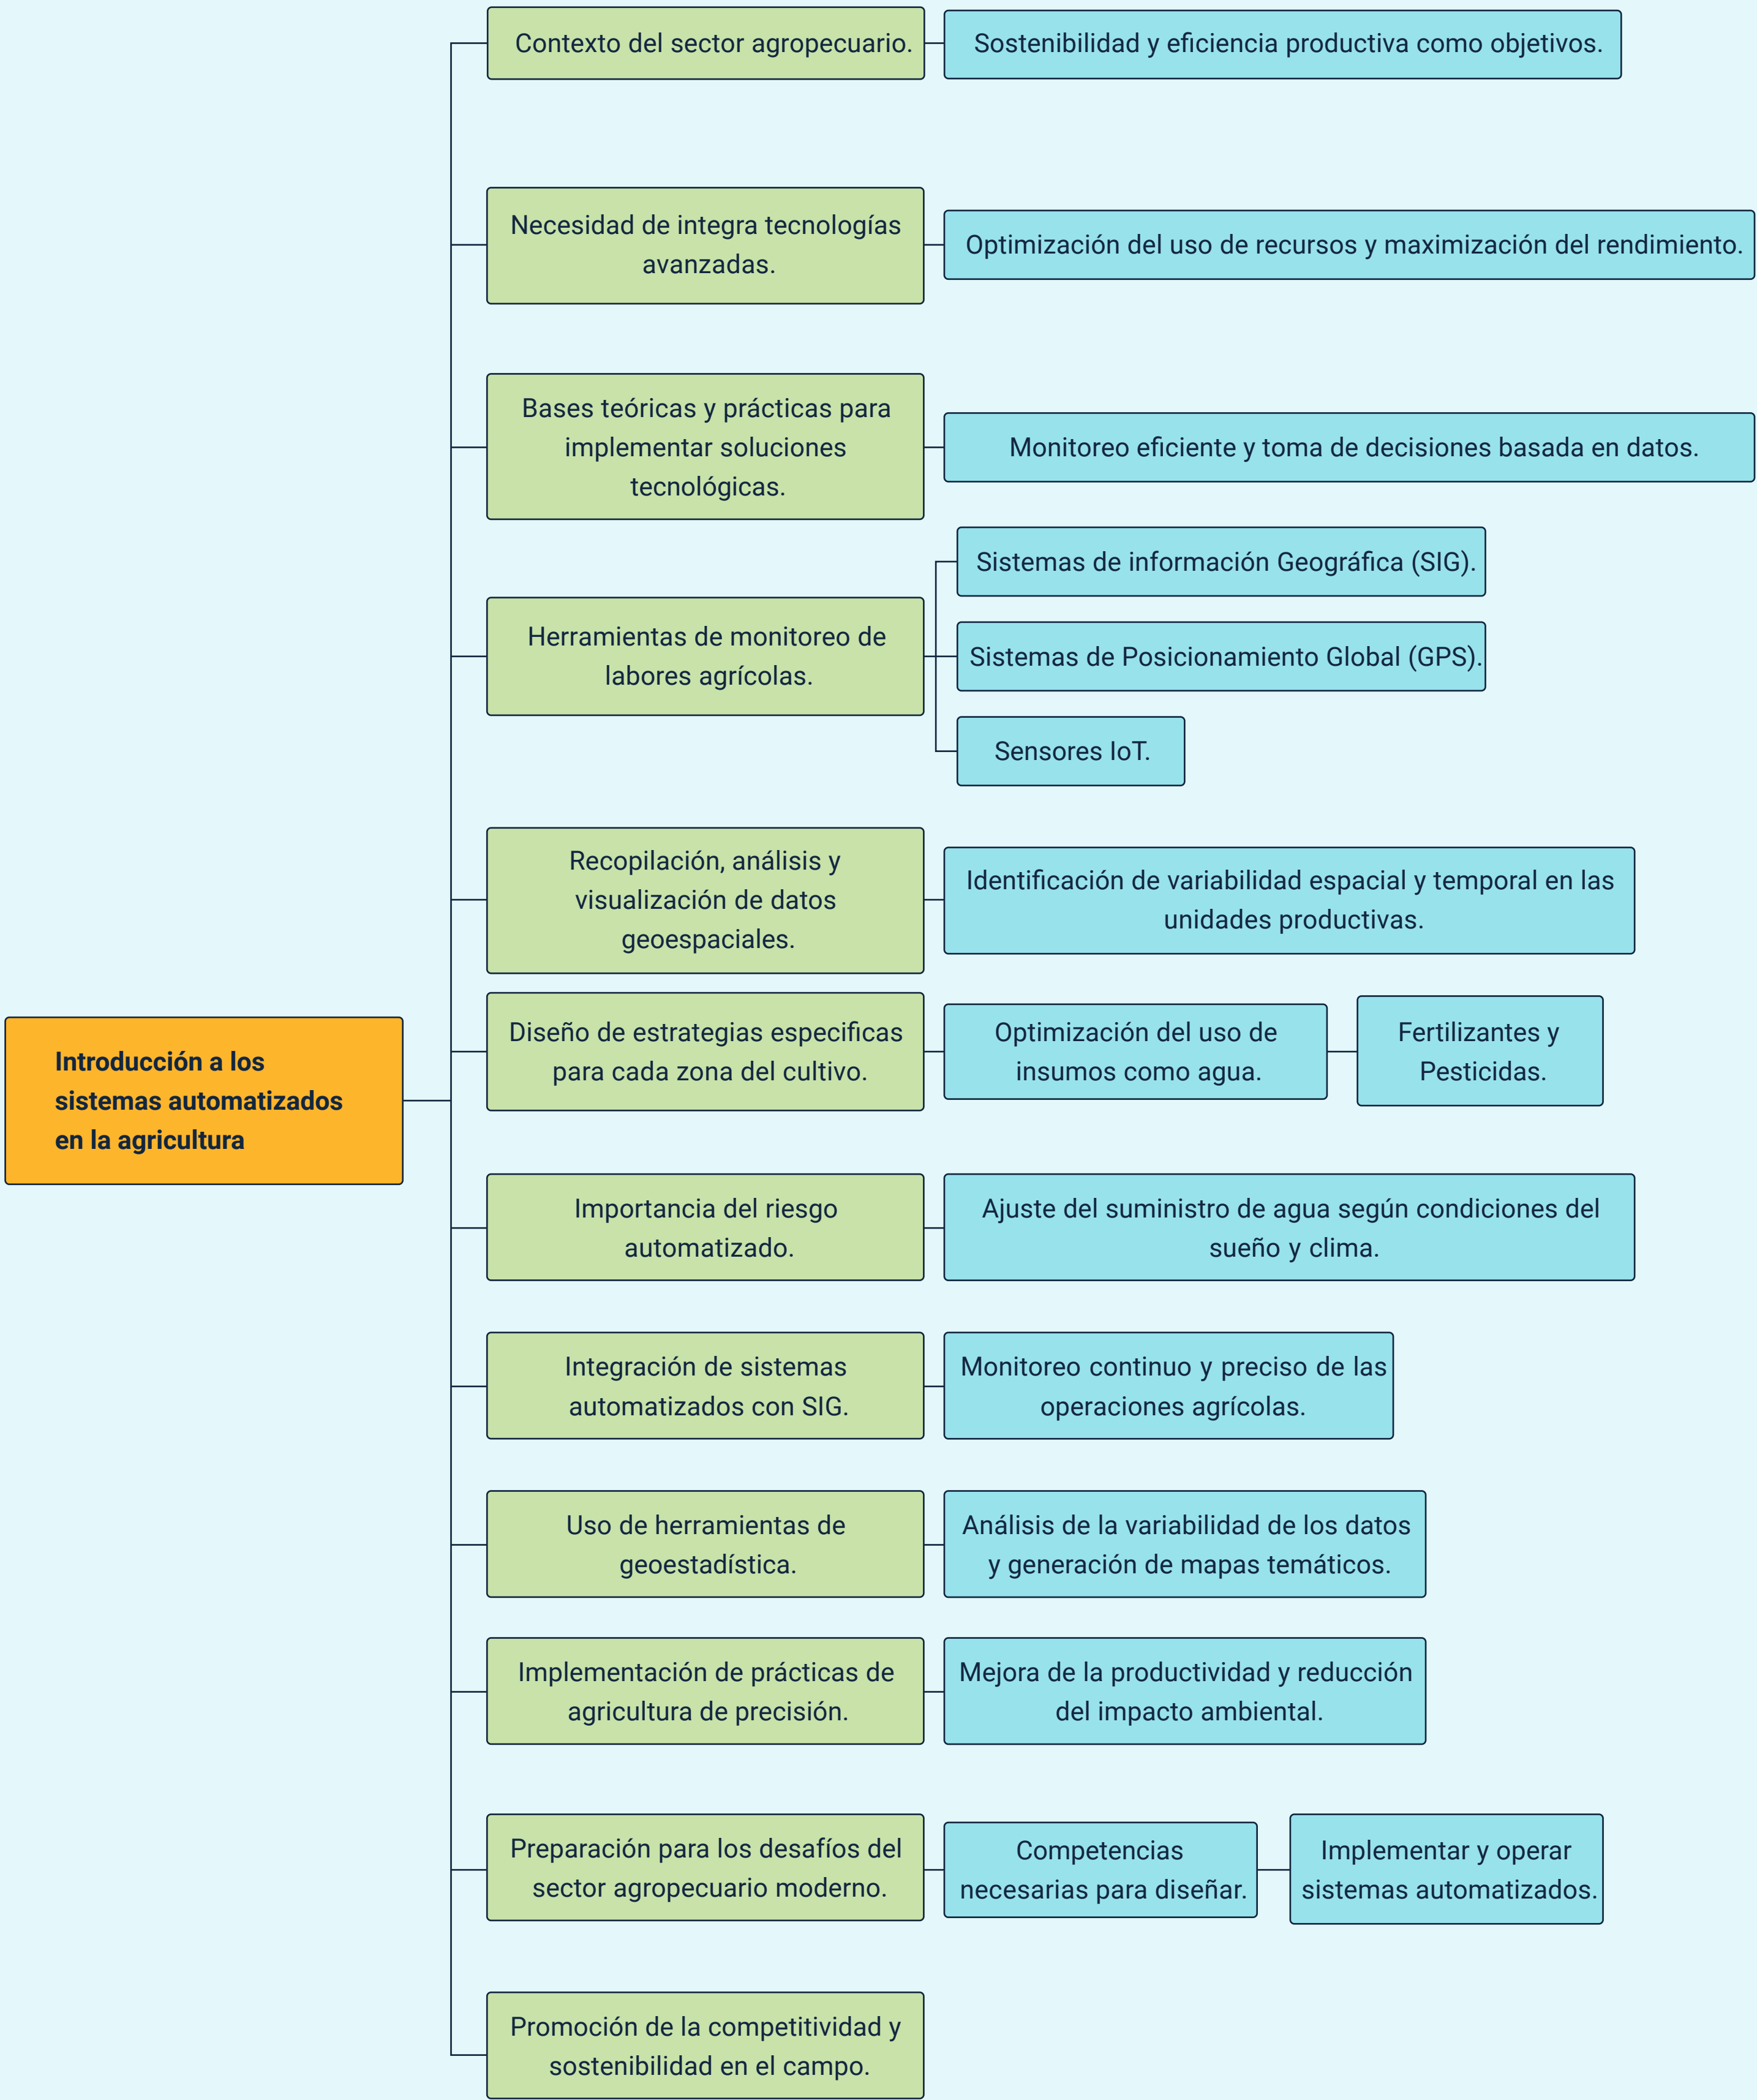 Contexto del sector agropecuario.
Sostenibilidad y eficiencia productiva como objetivos.
Necesidad de integra tecnologías
avanzadas.
Optimización del uso de recursos y maximización del rendimiento.
Bases teóricas y prácticas para
implementar soluciones
tecnológicas.
Monitoreo eficiente y toma de decisiones basada en datos.
Herramientas de monitoreo de
labores agrícolas.
Sistemas de información Geográfica (SIG).
Sistemas de Posicionamiento Global (GPS).
Sensores IoT.
Recopilación, análisis y
visualización de datos
geoespaciales.
Identificación de variabilidad espacial y temporal en las
unidades productivas.
Introducción a los
sistemas automatizados
en la agricultura
Diseño de estrategias especificas
para cada zona del cultivo.
Optimización del uso de
insumos como agua.
Fertilizantes y
Pesticidas.
Importancia del riesgo
automatizado.
Ajuste del suministro de agua según condiciones del
sueño y clima.
Integración de sistemas
automatizados con SIG.
Monitoreo continuo y preciso de las
operaciones agrícolas.
Uso de herramientas de
geoestadística.
Análisis de la variabilidad de los datos
y generación de mapas temáticos.
Implementación de prácticas de
agricultura de precisión.
Mejora de la productividad y reducción
del impacto ambiental.
Preparación para los desafíos del
sector agropecuario moderno.
Competencias
necesarias para diseñar.
Implementar y operar
sistemas automatizados.
Promoción de la competitividad y
sostenibilidad en el campo.